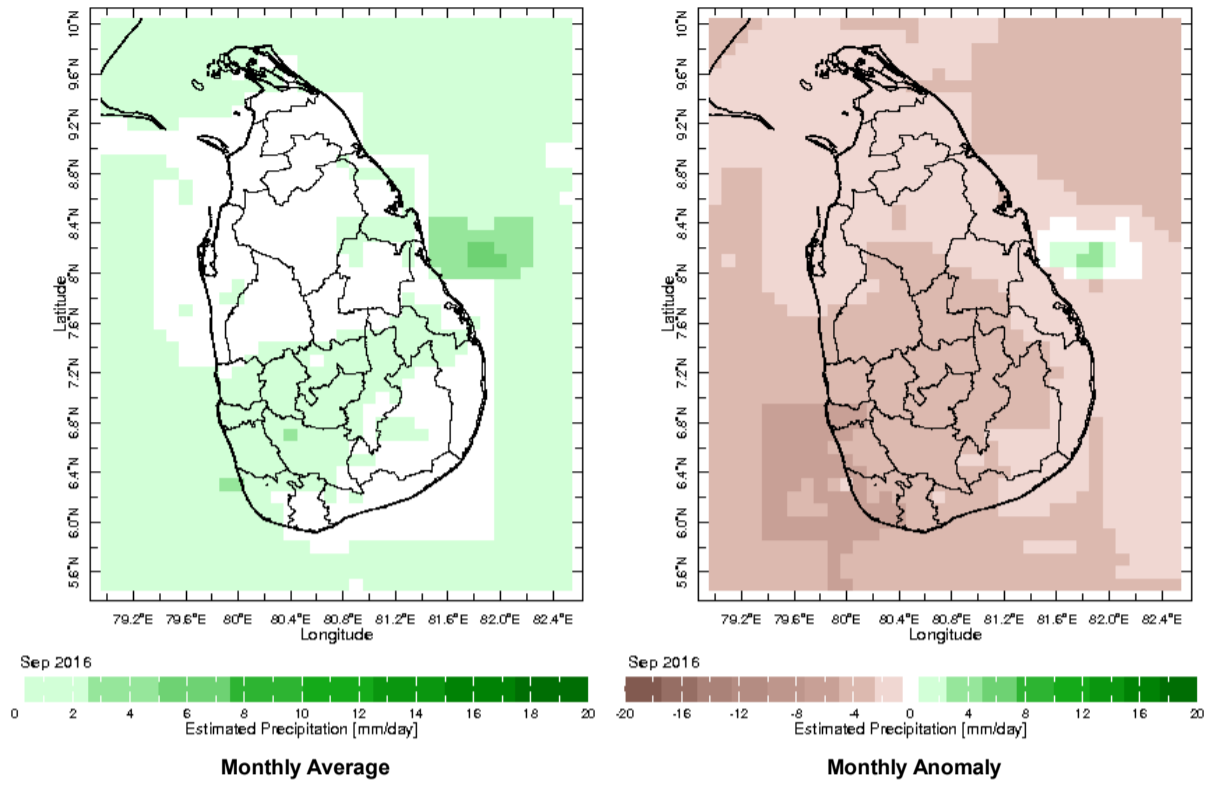 10°N
9.6°N
9.2°N
8.8°N
8.4°N
8°N
7.6°N
7.2°N
6.8°N
6.4°N
6.0°N
5.6°N
Latitude
79.2°E 79.6°E 80°E 80.4°E 80.8°E 81.2°E 81.6°E 82.0°E 82.4°E
Longitude
Sep 2016
0 2 4 6 8 10 12 14 16 18 20
Estimated Precipitation [mm/day]
Monthly Average
10°N
9.6°N
9.2°N
8.8°N
8.4°N
8°N
7.6°N
7.2°N
6.8°N
6.4°N
6.0°N
5.6°N
Latitude
79.2°E 79.6°E 80°E 80.4°E 80.8°E 81.2°E 81.6°E 82.0°E 82.4°E
Longitude
Sep 2016
-20 -16 -12 -8 -4 0 4 8 12 16 20
Estimated Precipitation [mm/day]
Monthly Anomaly